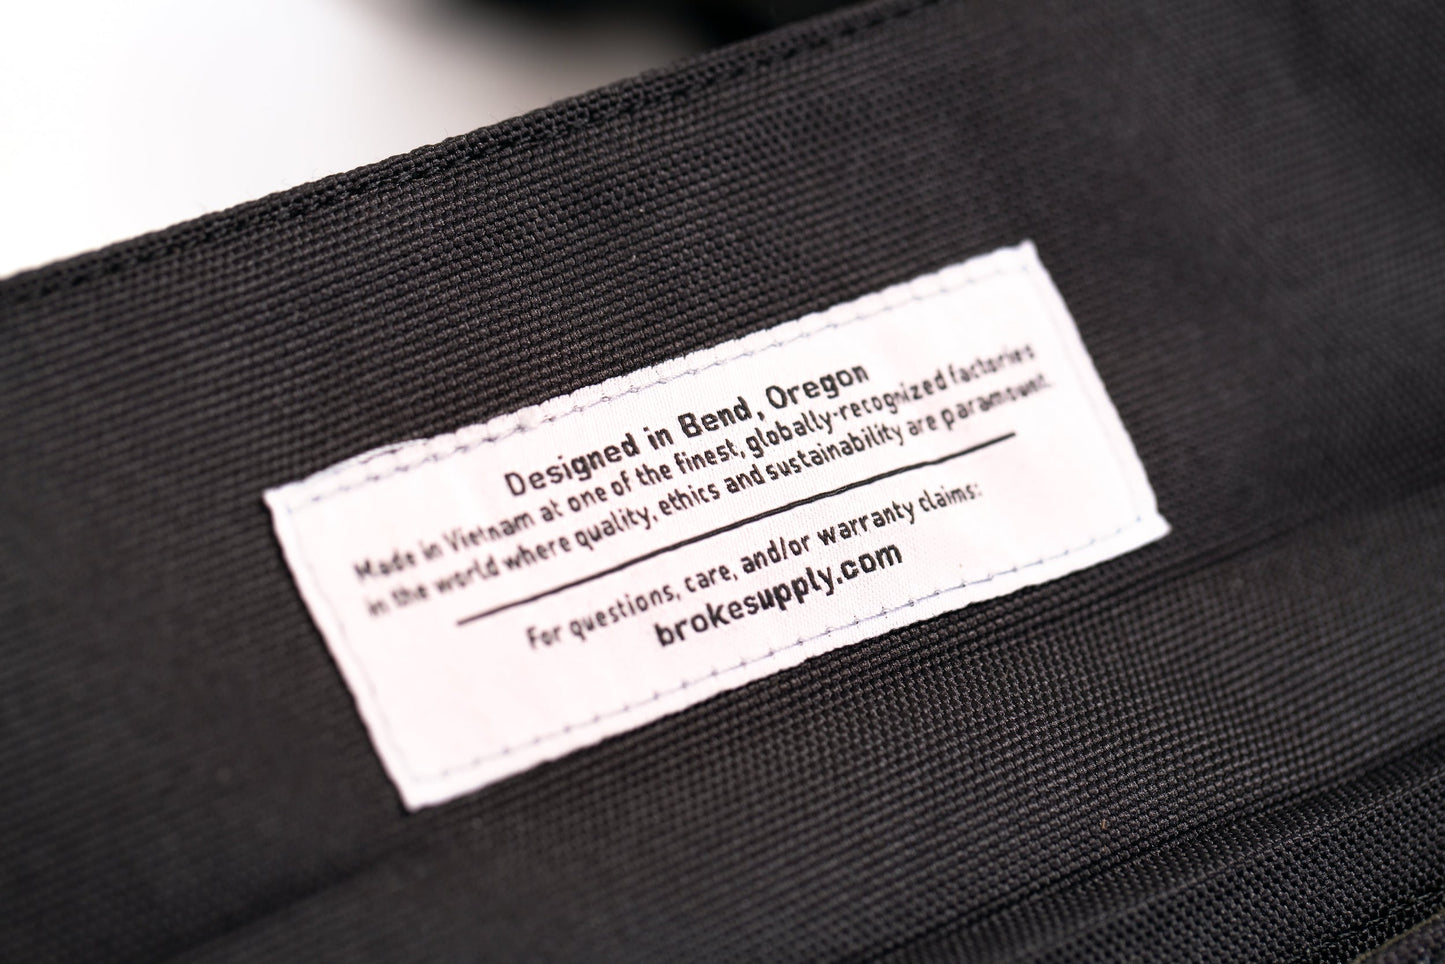 Designed in Bend, Oregon
Made in Vietnam at one of the finest, globally-recognized factories
in the world where quality, ethics and sustainability are paramount.
For questions, care, and/or warranty claims:
brokesupply.com